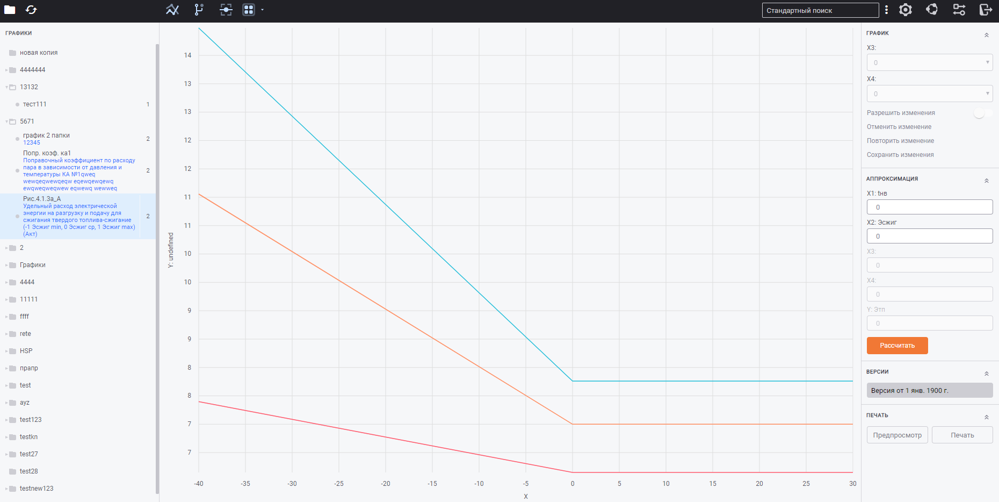 Стандартный поиск
ГРАФИКИ
новая копия
4444444
13132
тест111
1
5671
график 2 папки
12345
2
Попр. коэф. ка1
Поправочный коэффициент по расходу
пара в зависимости от давления и
температуры КА №1qweq
wewqeqwewqeqw eqewqewqewq
ewqweqweqwew eqwewq wewweq
2
Рис.4.1.3а_А
Удельный расход электрической
энергии на разгрузку и подачу для
сжигания твердого топлива-сжигание
(-1 Эсжиг min, 0 Эсжиг ср, 1 Эсжиг max)
(Акт)
2
2
Графики
4444
11111
ffff
rete
HSP
прапр
test
ayz
test123
testkn
test27
test28
testnew123
Y: undefined
14
13
13
12
12
11
11
10
10
9
9
8
8
7
7
-40
-35
-30
-25
-20
-15
-10
-5
0
5
10
15
20
25
30
X
ГРАФИК
X3:
0
X4:
0
Разрешить изменения
Отменить изменение
Повторить изменение
Сохранить изменения
АППРОКСИМАЦИЯ
X1: tнв
0
X2: Эсжиг
0
X3:
0
X4:
0
Y: Этп
0
Рассчитать
ВЕРСИИ
Версия от 1 янв. 1900 г.
ПЕЧАТЬ
Предпросмотр
Печать